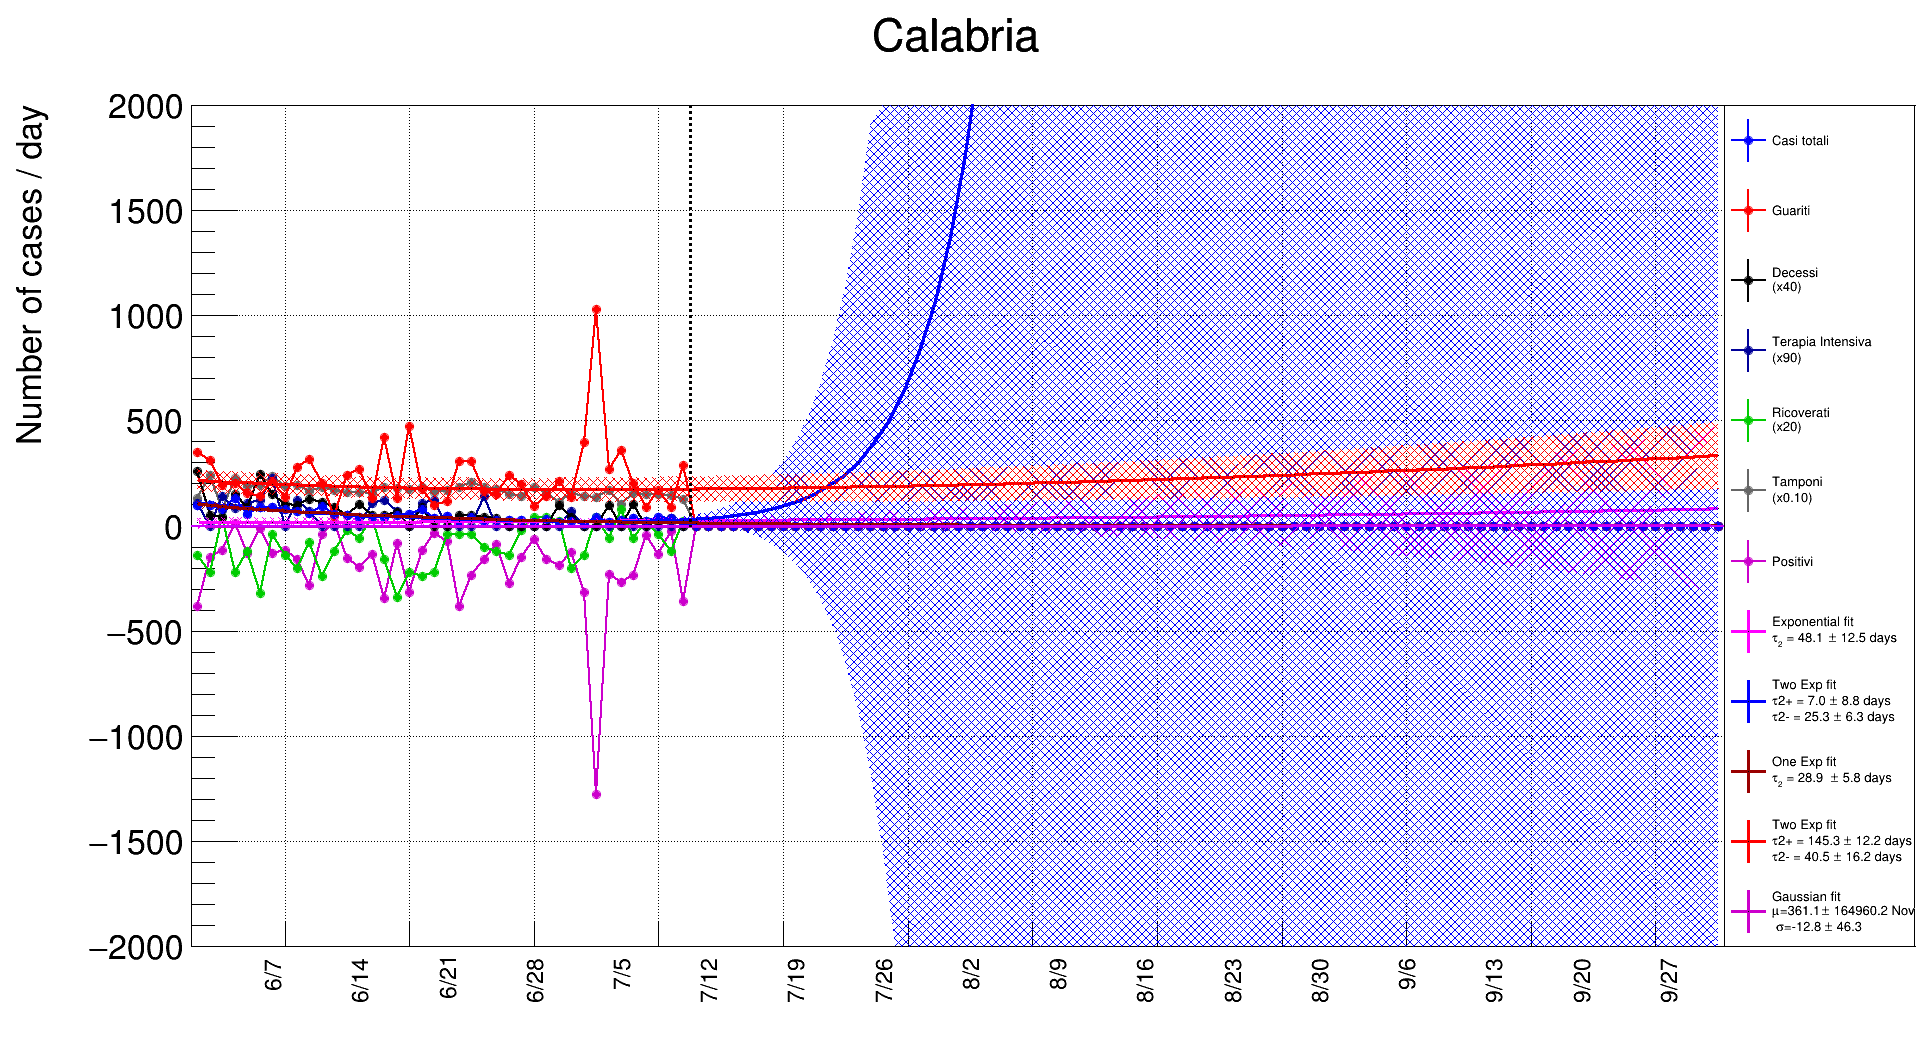 Calabria
Number of cases / day
2000
1500
1000
500
0
−500
−1000
−1500
−2000
6/7
6/14
6/21
6/28
7/5
7/12
7/19
7/26
8/2
8/9
8/16
8/23
8/30
9/6
9/13
9/20
9/27
Casi totali
Guariti
Decessi
(x40)
Terapia Intensiva
(x90)
Ricoverati
(x20)
Tamponi
(x0.10)
Positivi
Exponential fit
τ₂ = 48.1 ± 12.5 days
Two Exp fit
τ2+ = 7.0 ± 8.8 days
τ2- = 25.3 ± 6.3 days
One Exp fit
τ₂ = 28.9 ± 5.8 days
Two Exp fit
τ2+ = 145.3 ± 12.2 days
τ2- = 40.5 ± 16.2 days
Gaussian fit
μ=361.1± 164960.2 Nov
σ=-12.8 ± 46.3